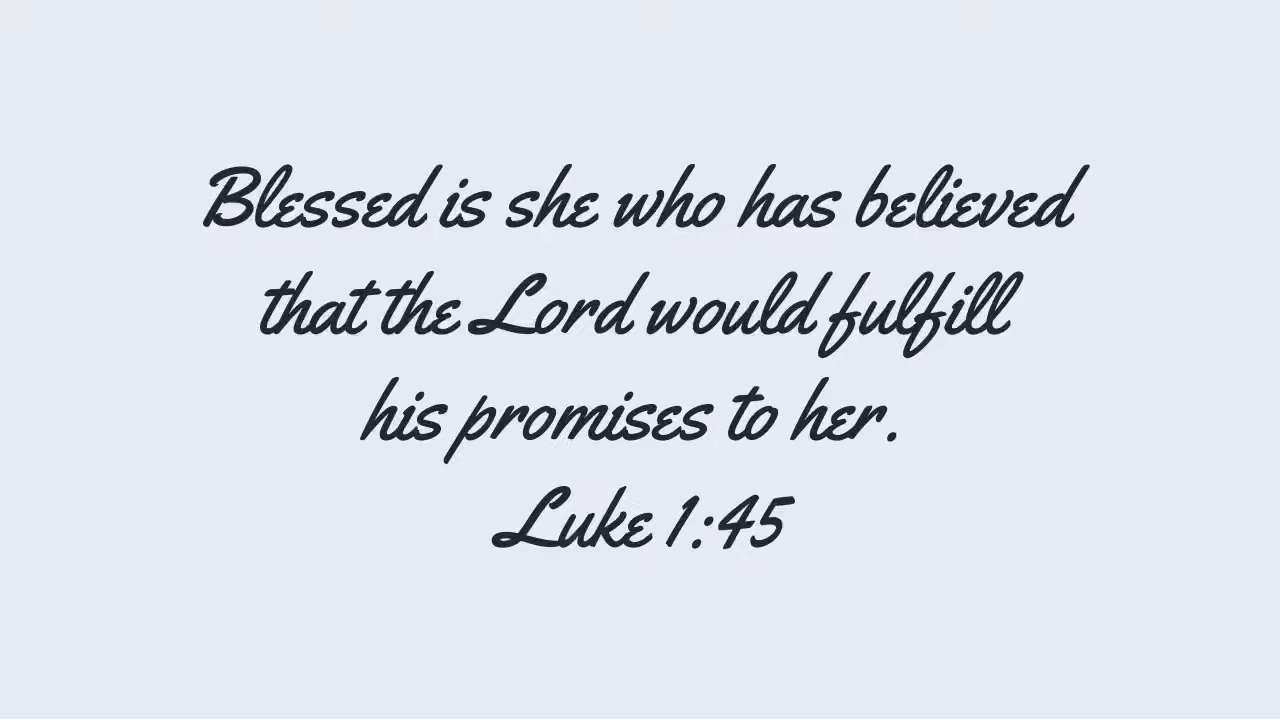 Blessed is she who has believed
that the Lord would fulfill
his promises to her.
Luke 1:45